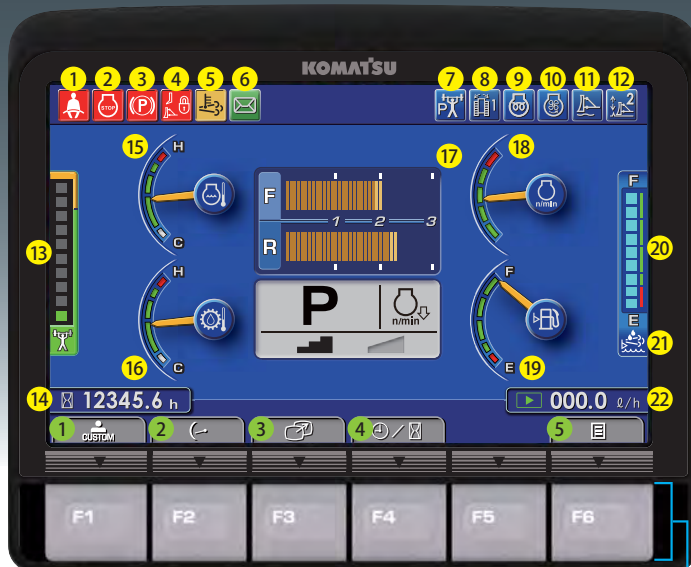 KOMATSU
1 2 3 4 5 6 7 8 9 10 11 12
STOP
(P)
P
1
2
15 H
C
17
F
1 2 3
R
18
n/min
13
F
20
E
H
16 C
P
n/min
F
19 E
21
14 12345.6 h
000.0 ℓ/h 22
1 CUSTOM
2
3
4 /
5
F1 F2 F3 F4 F5 F6